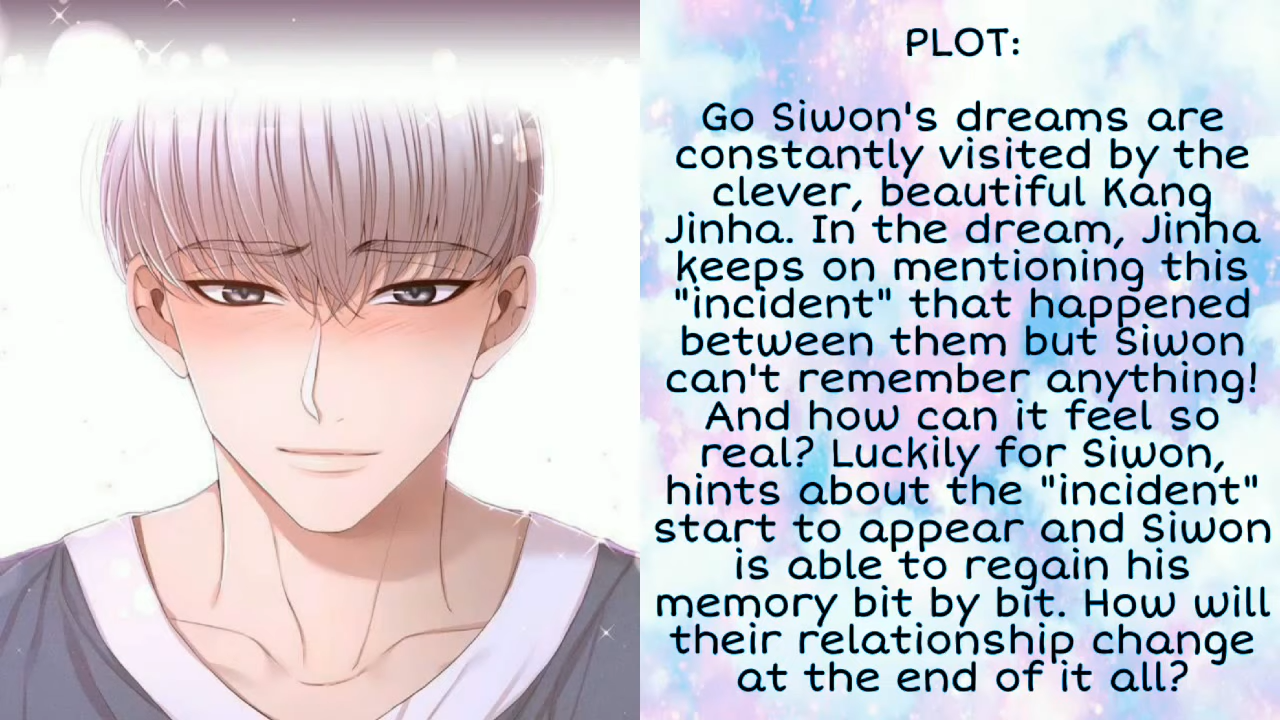 PLOT:
Go Siwon's dreams are
constantly visited by the
clever, beautiful Kang
Jinha. In the dream, Jinha
keeps on mentioning this
"incident" that happened
between them but Siwon
can't remember anything!
And how can it feel so
real? Luckily for Siwon,
hints about the "incident"
start to appear and Siwon
is able to regain his
memory bit by bit. How will
their relationship change
at the end of it all?